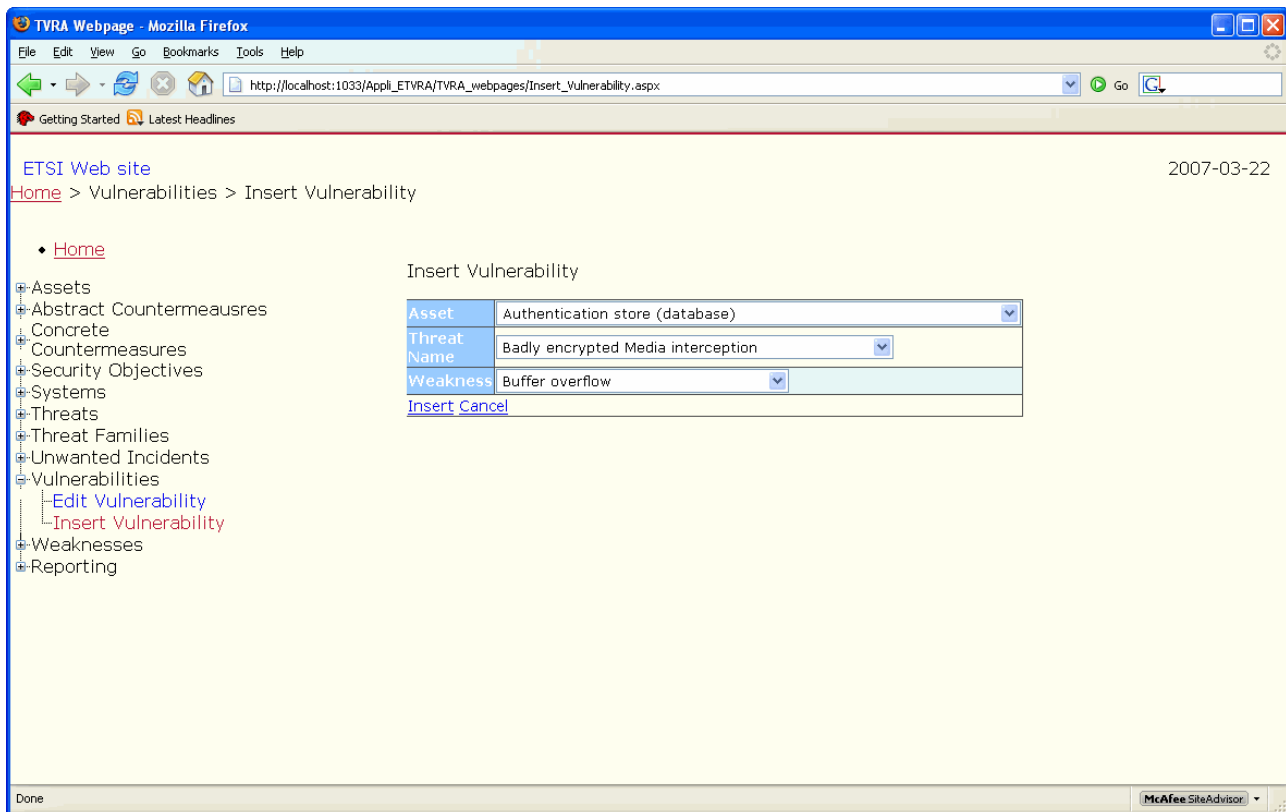 TVRA Webpage - Mozilla Firefox
File Edit View Go Bookmarks Tools Help
http://localhost:1033/Appli_ETVRA/TVRA_webpages/Insert_Vulnerability.aspx Go G
Getting Started Latest Headlines
ETSI Web site 2007-03-22
Home > Vulnerabilities > Insert Vulnerability
Home
Assets
Abstract Countermeausres
Concrete
Countermeasures
Security Objectives
Systems
Threats
Threat Families
Unwanted Incidents
Vulnerabilities
Edit Vulnerability
Insert Vulnerability
Weaknesses
Reporting
Insert Vulnerability
Asset Authentication store (database)
Threat
Name Badly encrypted Media interception
Weakness Buffer overflow
Insert Cancel
Done McAfee SiteAdvisor